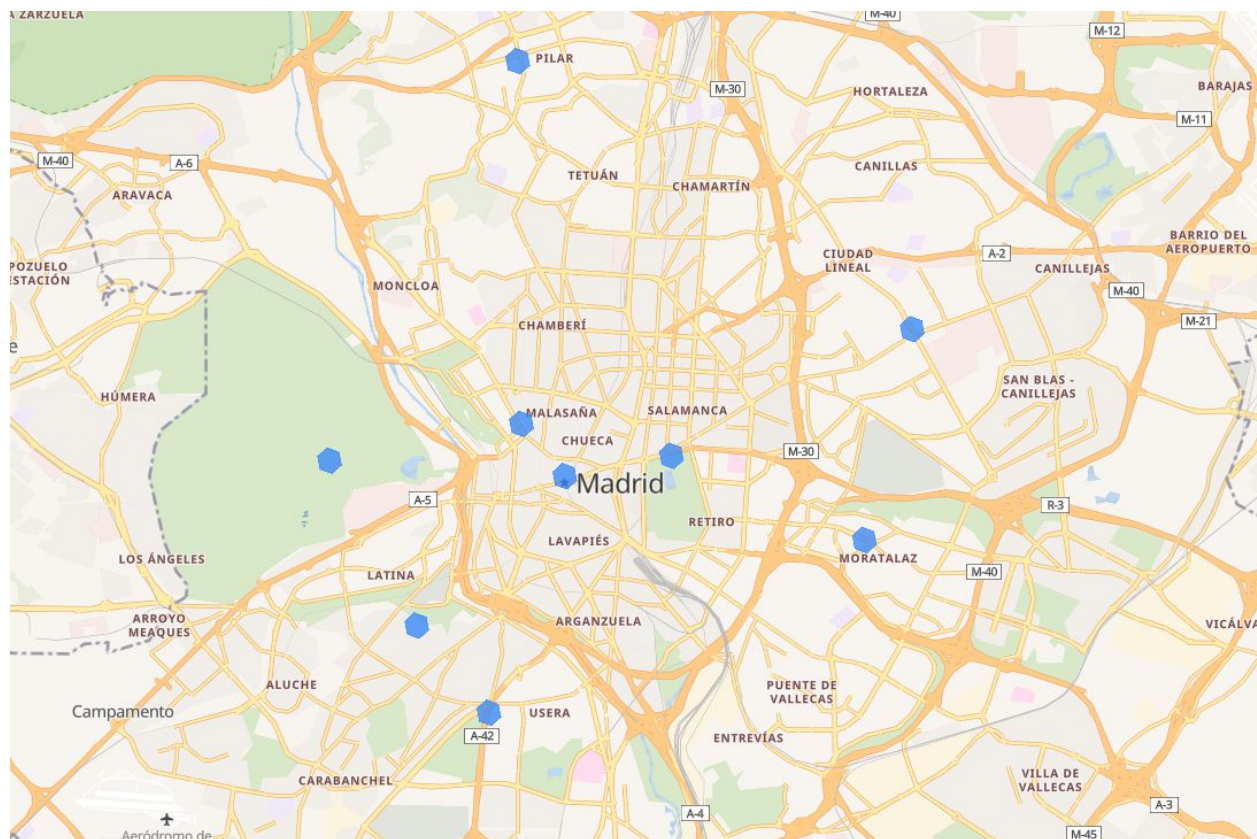 A ZARZUELA
M-40
M-12
PILAR
BARAJAS
M-30
HORTALEZA
M-11
M-40
A-6
CANILLAS
TETUÁN
CHAMARTÍN
ARAVACA
BARRIO DEL
AEROPUERTO
CIUDAD
LINEAL
A-2
CANILLEJAS
POZUELO
ESTACIÓN
MONCLOA
M-40
M-21
CHAMBERÍ
e
HÚMERA
SAN BLAS -
CANILLEJAS
MALASAÑA
SALAMANCA
CHUECA
M-30
Madrid
A-5
R-3
RETIRO
LAVAPIÉS
LOS ÁNGELES
MORATALAZ
LATINA
M-40
ARROYO
MEAQUES
ARGANZUELA
VICÁLVA
ALUCHE
PUENTE DE
VALLECAS
Campamento
USERA
A-42
ENTREVÍAS
CARABANCHEL
VILLA DE
VALLECAS
A-3
A-4
M-45
Aeródromo de